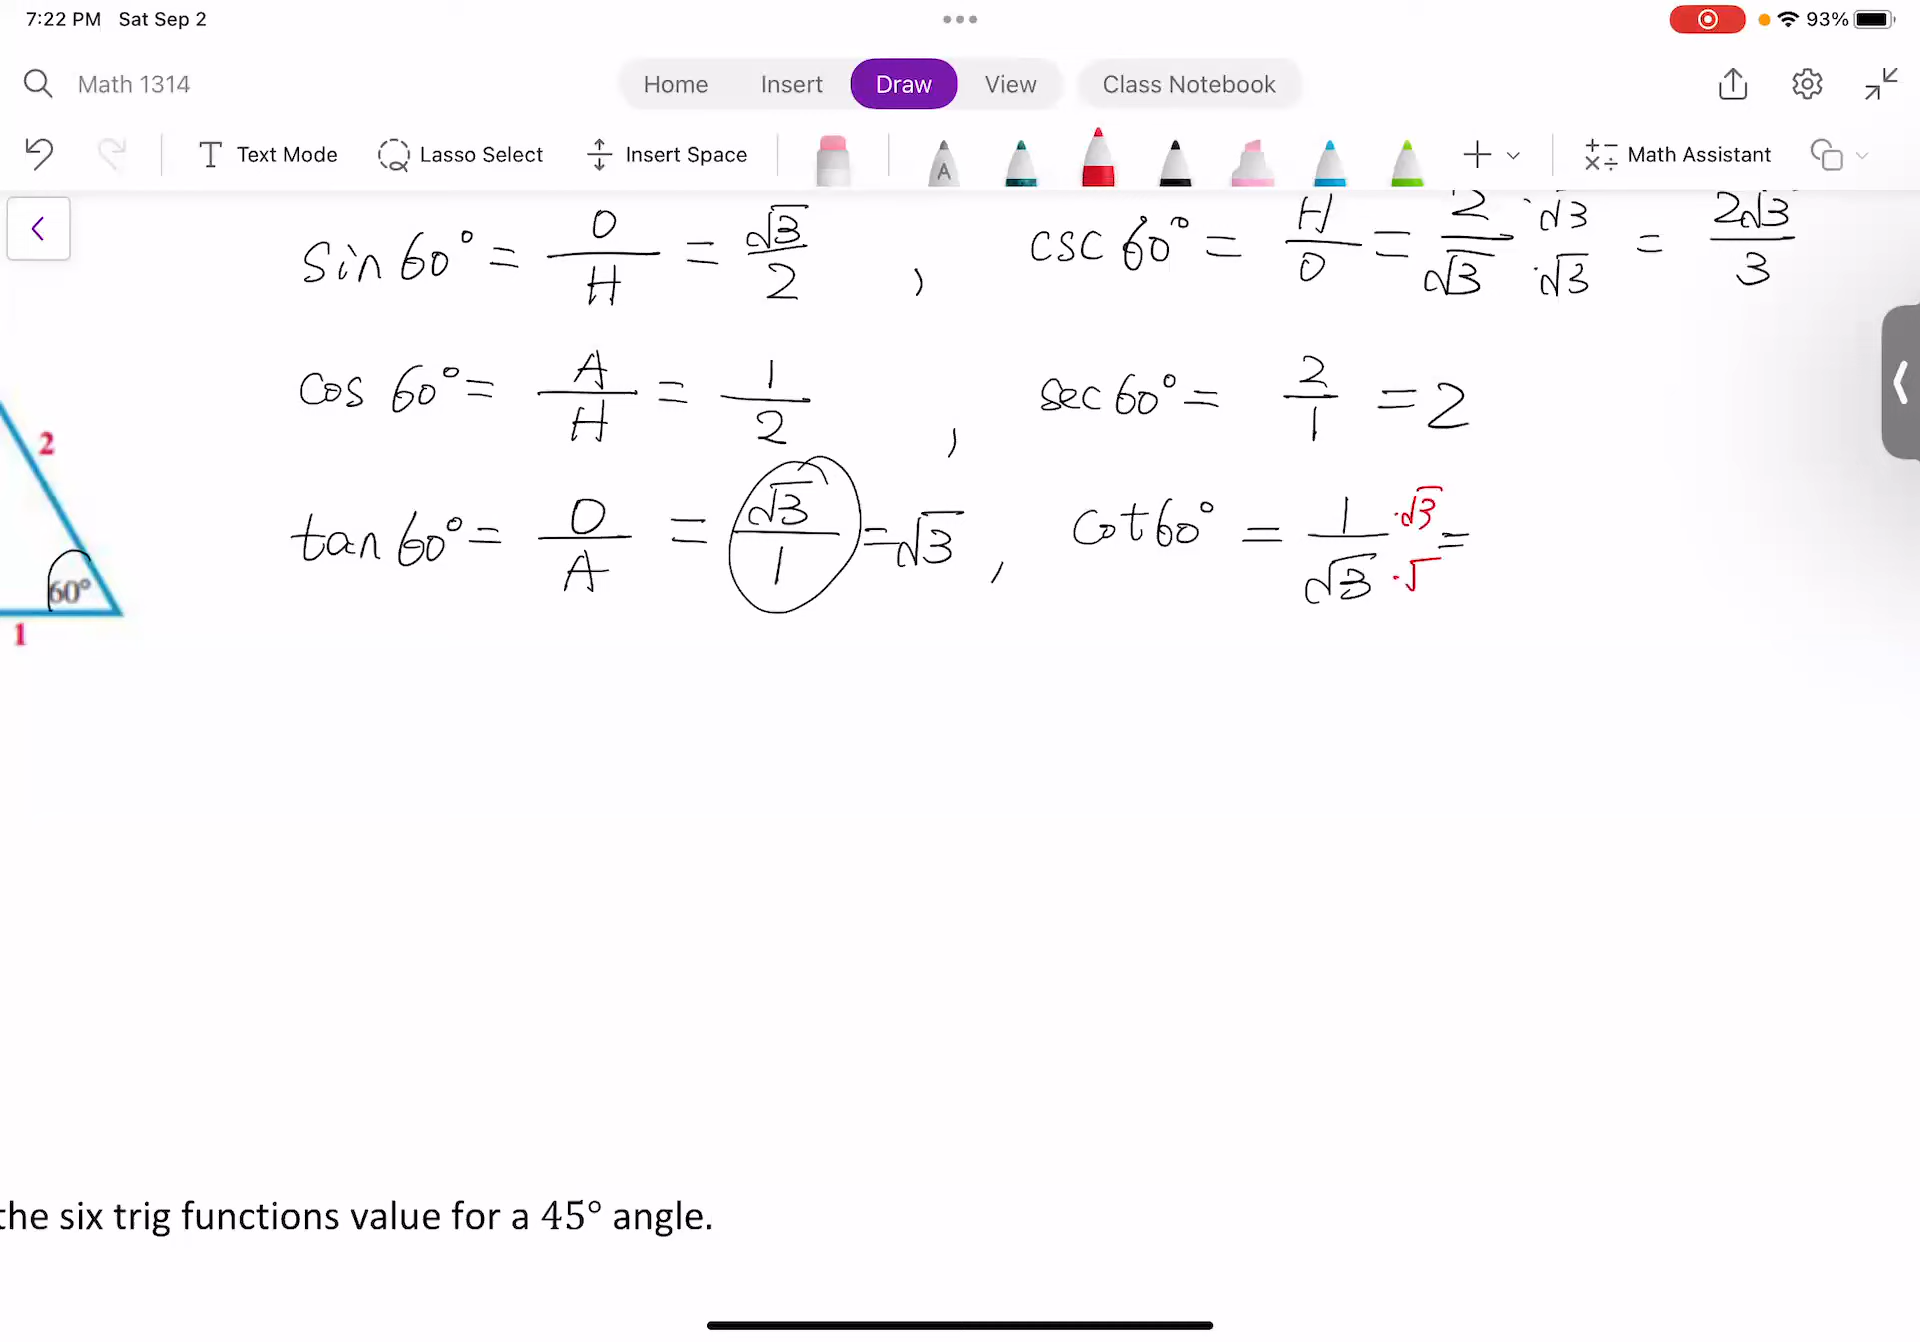 7:22 PM Sat Sep 2 93%
Math 1314 Home Insert Draw View Class Notebook
Text Mode Lasso Select Insert Space A Math Assistant
sin 60° = O/H = √3/2 , csc 60° = H/O = 2/√3 ·√3/·√3 = 2√3/3
cos 60° = A/H = 1/2 , sec 60° = 2/1 = 2
2
tan 60° = O/A = √3/1 = √3 , cot 60° = 1/√3 ·√3/·√ =
60°
1
the six trig functions value for a 45° angle.